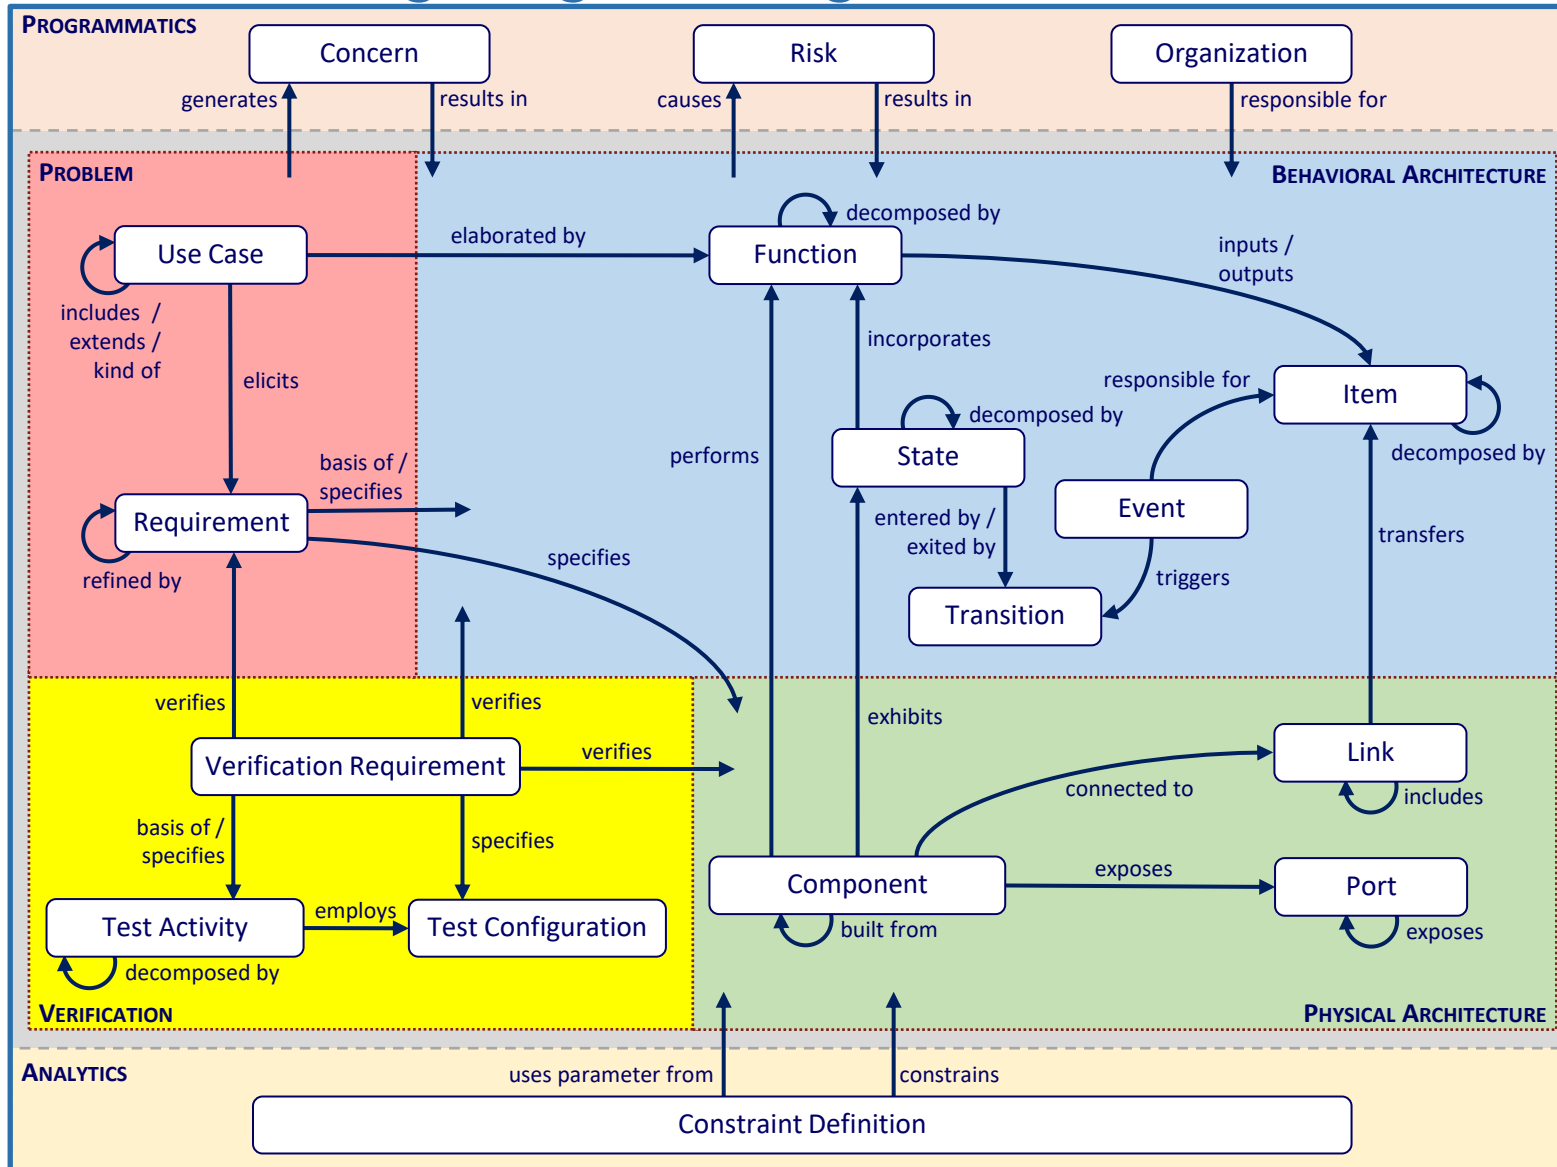 PROGRAMMATICS
Concern
Risk
Organization
generates
results in
causes
results in
responsible for
PROBLEM
BEHAVIORAL ARCHITECTURE
Use Case
elaborated by
Function
decomposed by
inputs /
outputs
includes /
extends /
kind of
elicits
incorporates
responsible for
Item
decomposed by
decomposed by
State
performs
basis of /
specifies
Requirement
refined by
specifies
entered by /
exited by
Event
triggers
transfers
Transition
verifies
verifies
verifies
exhibits
Verification Requirement
Link
includes
connected to
basis of /
specifies
specifies
Component
built from
exposes
Port
exposes
Test Activity
employs
Test Configuration
decomposed by
VERIFICATION
PHYSICAL ARCHITECTURE
ANALYTICS
uses parameter from
constrains
Constraint Definition